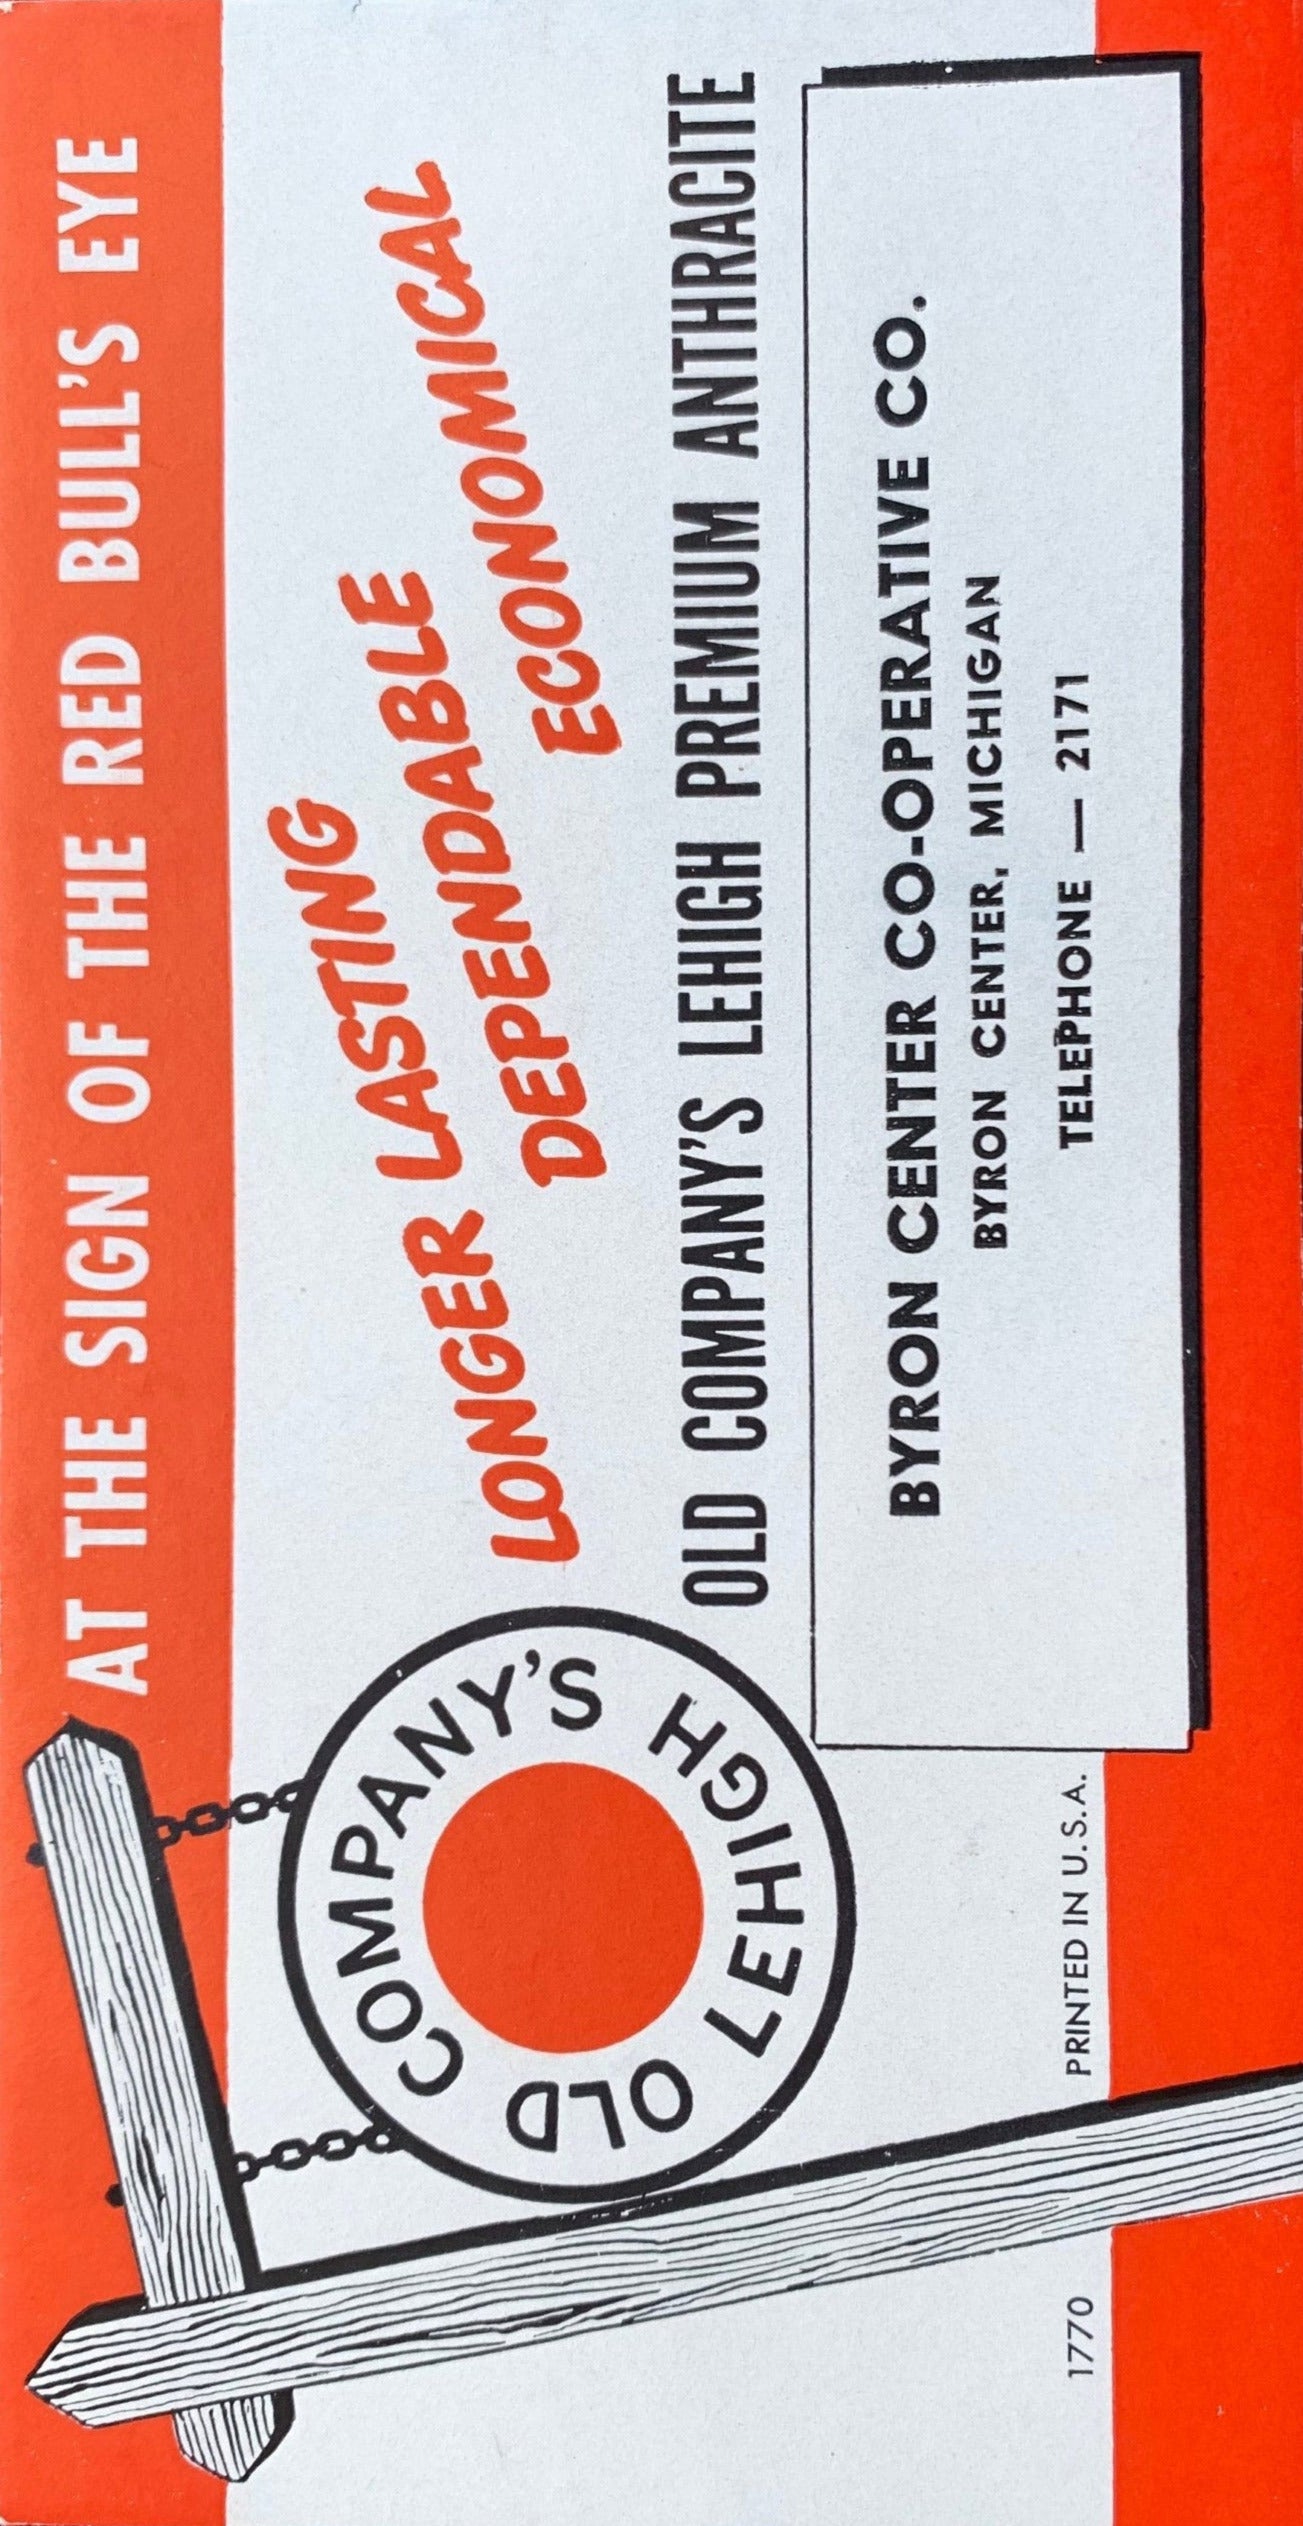 AT THE SIGN OF THE RED BULL'S EYE
OLD COMPANY'S
LEHIGH
LONGER LASTING
DEPENDABLE
ECONOMICAL
OLD COMPANY'S LEHIGH PREMIUM ANTHRACITE
BYRON CENTER CO-OPERATIVE CO.
BYRON CENTER, MICHIGAN
TELEPHONE — 2171
1770
PRINTED IN U.S.A.